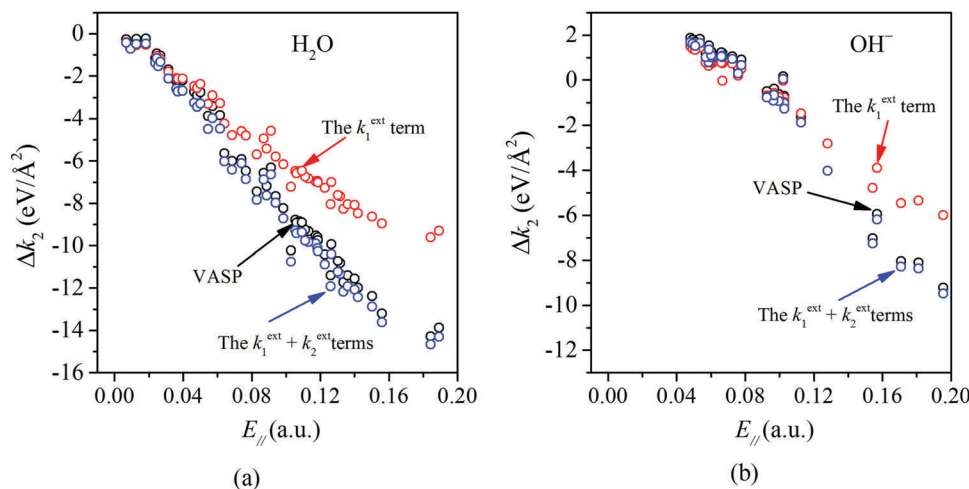 H₂O
The k₁ᵉˣᵗ term
VASP
The k₁ᵉˣᵗ + k₂ᵉˣᵗ terms
Δk₂ (eV/Å²)
0
-2
-4
-6
-8
-10
-12
-14
-16
0.00 0.04 0.08 0.12 0.16 0.20
E// (a.u.)
(a)
OH⁻
The k₁ᵉˣᵗ term
VASP
The k₁ᵉˣᵗ + k₂ᵉˣᵗ terms
Δk₂ (eV/Å²)
2
0
-2
-4
-6
-8
-10
-12
0.00 0.04 0.08 0.12 0.16 0.20
E// (a.u.)
(b)